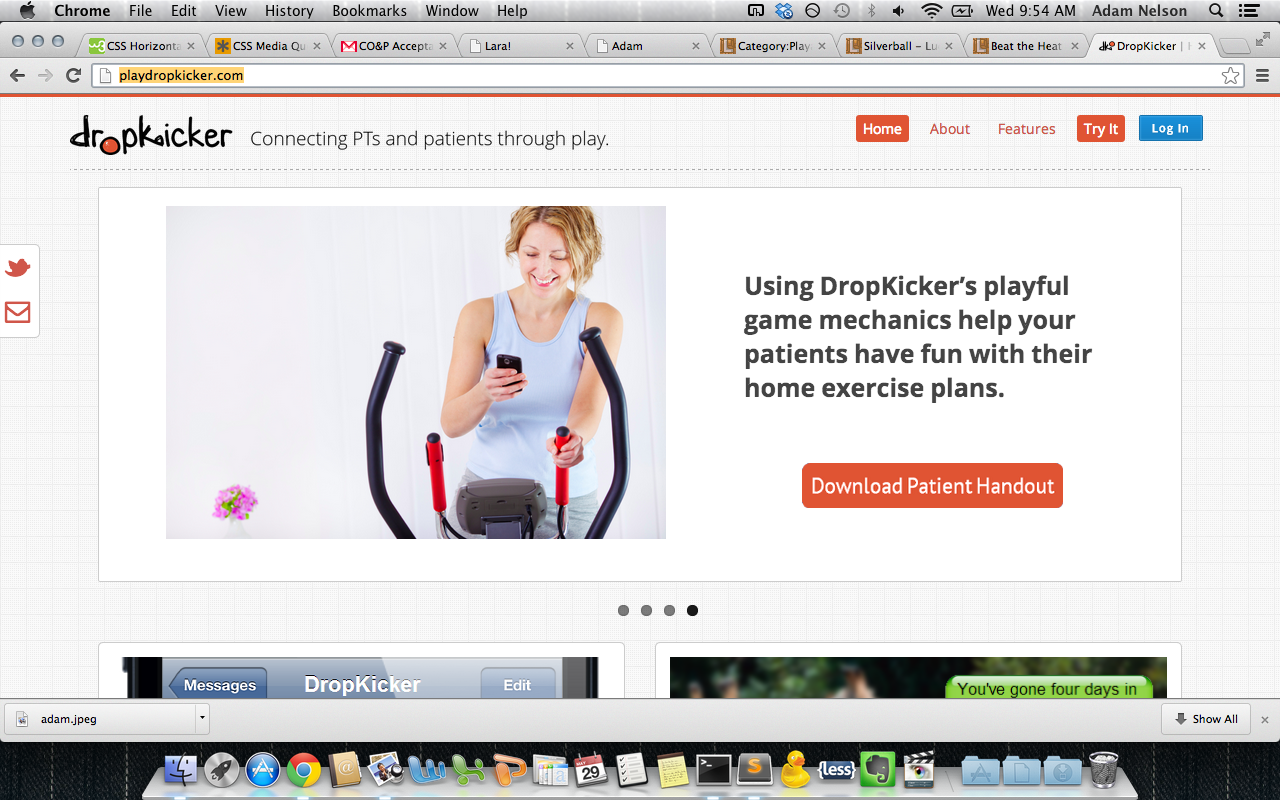 Chrome File Edit View History Bookmarks Window Help Wed 9:54 AM Adam Nelson
CSS Horizonta CSS Media Qu CO&P Accepta Lara! Adam Category:Play Silverball – Lu Beat the Heat DropKicker | H
playdropkicker.com
dropkicker Connecting PTs and patients through play. Home About Features Try It Log In
Using DropKicker’s playful
game mechanics help your
patients have fun with their
home exercise plans.
Download Patient Handout
Messages DropKicker Edit
You've gone four days in
adam.jpeg Show All
MAY
29
{less}